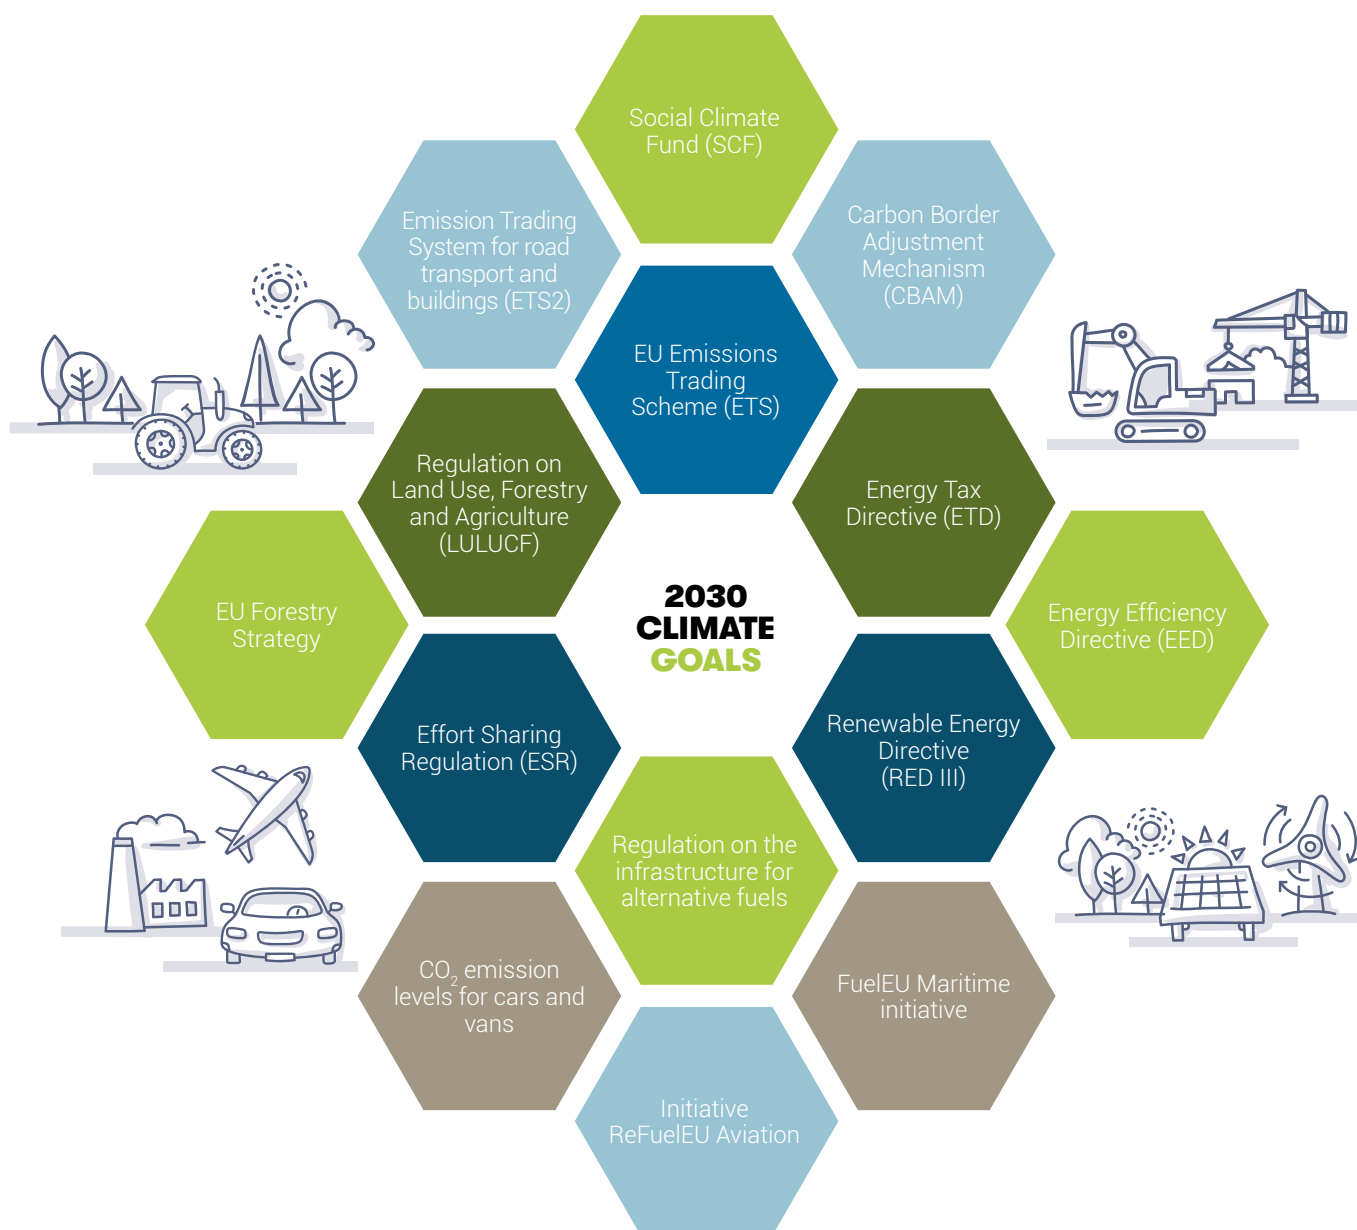 Social Climate
Fund (SCF)
Emission Trading
System for road
transport and
buildings (ETS2)
Carbon Border
Adjustment
Mechanism
(CBAM)
EU Emissions
Trading
Scheme (ETS)
Regulation on
Land Use, Forestry
and Agriculture
(LULUCF)
Energy Tax
Directive (ETD)
EU Forestry
Strategy
2030
CLIMATE
GOALS
Energy Efficiency
Directive (EED)
Effort Sharing
Regulation (ESR)
Renewable Energy
Directive
(RED III)
Regulation on the
infrastructure for
alternative fuels
CO₂ emission
levels for cars and
vans
FuelEU Maritime
initiative
Initiative
ReFuelEU Aviation